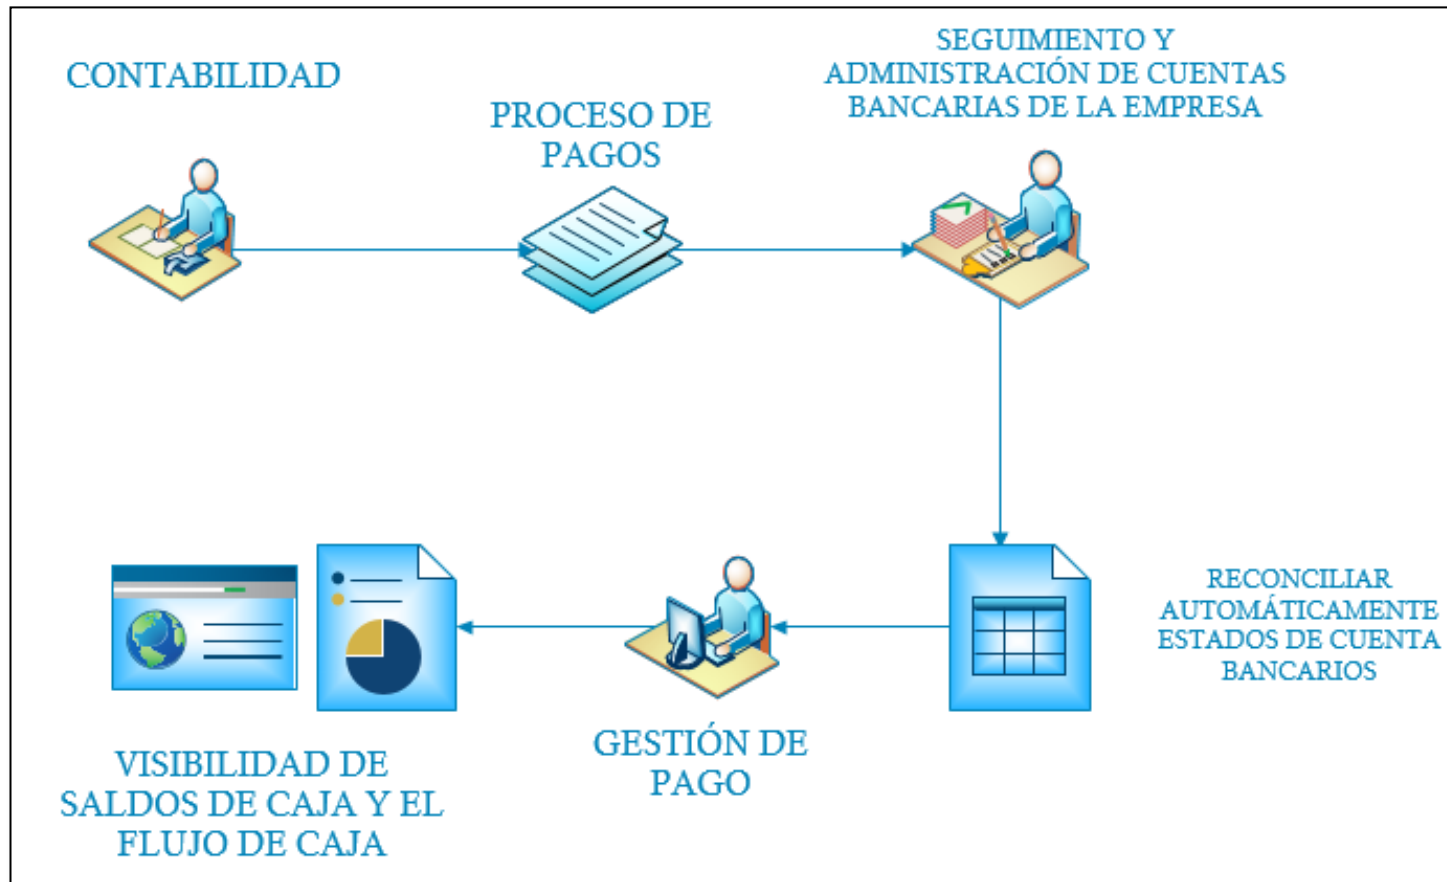 CONTABILIDAD
PROCESO DE
PAGOS
SEGUIMIENTO Y
ADMINISTRACIÓN DE CUENTAS
BANCARIAS DE LA EMPRESA
RECONCILIAR
AUTOMÁTICAMENTE
ESTADOS DE CUENTA
BANCARIOS
GESTIÓN DE
PAGO
VISIBILIDAD DE
SALDOS DE CAJA Y EL
FLUJO DE CAJA